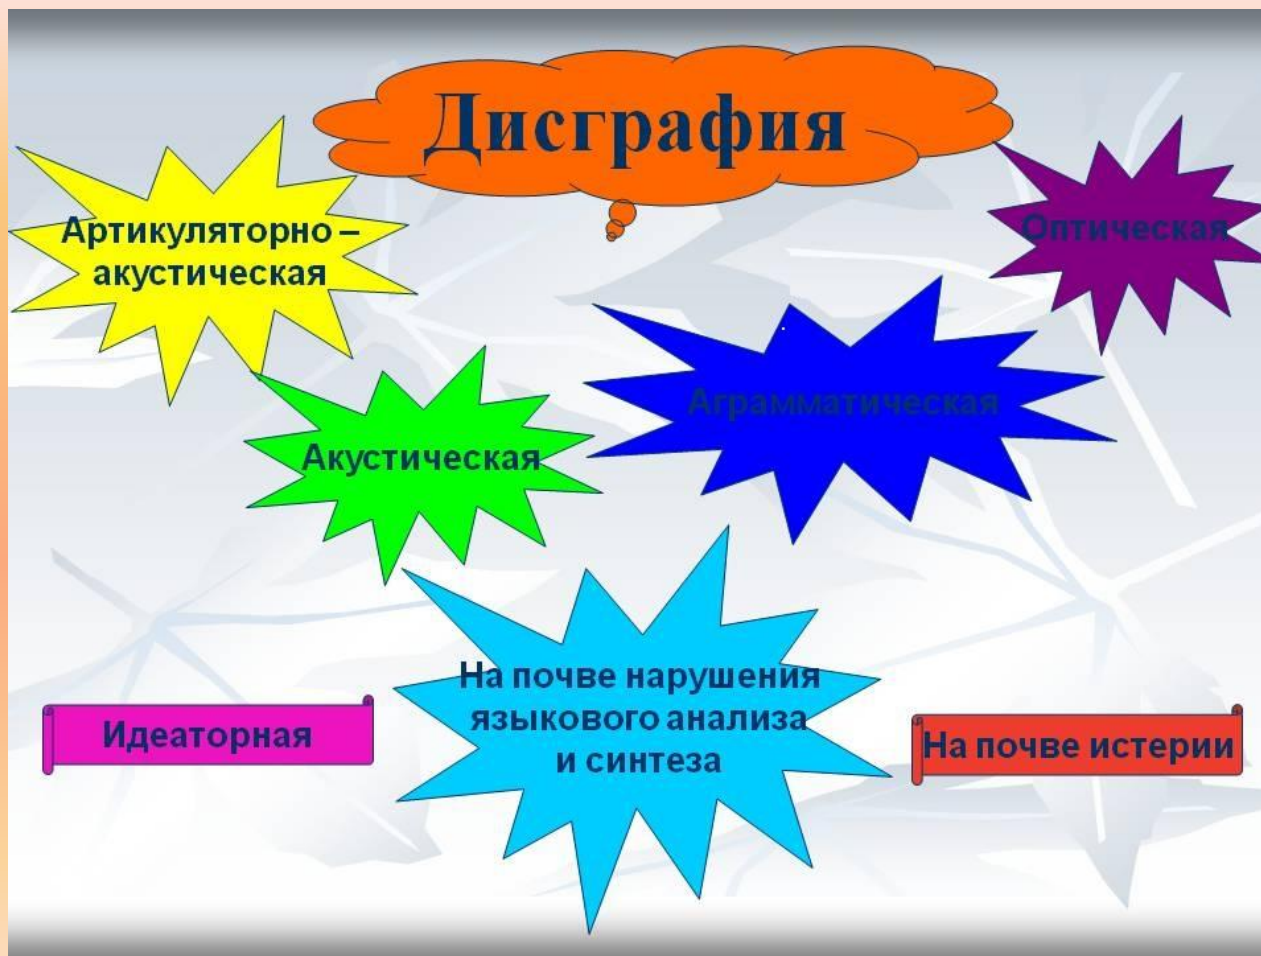 Дисграфия
Артикуляторно –
акустическая
Оптическая
Аграмматическая
Акустическая
На почве нарушения
языкового анализа
и синтеза
Идеаторная
На почве истерии